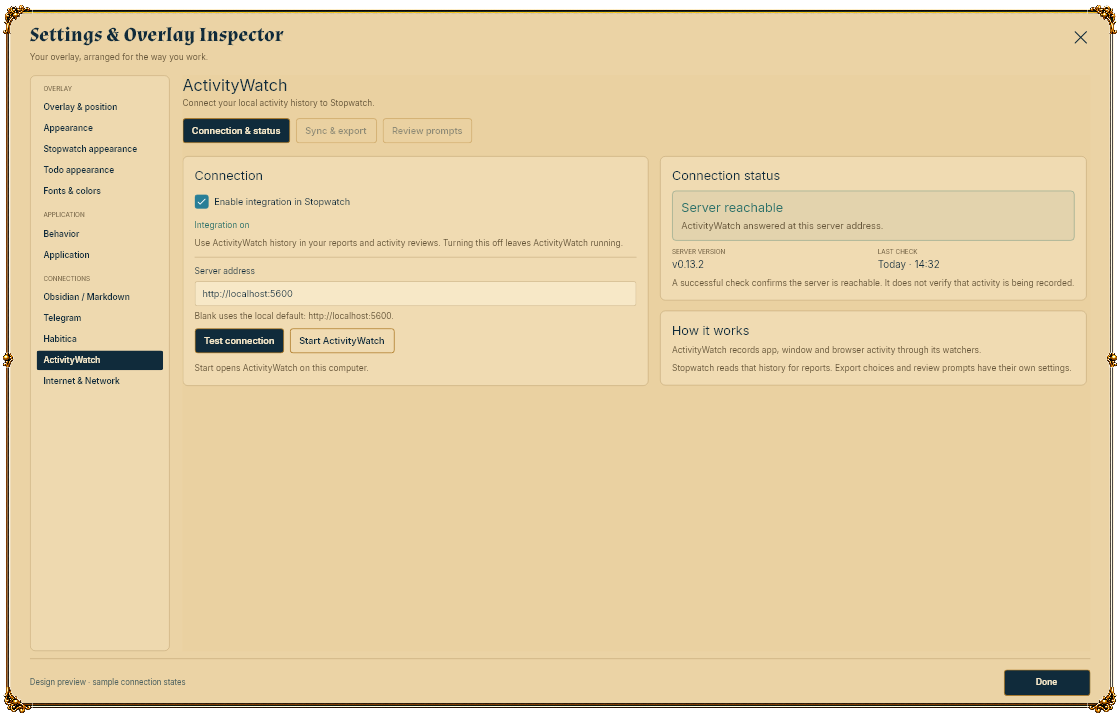 Settings & Overlay Inspector
Your overlay, arranged for the way you work.
OVERLAY
Overlay & position
Appearance
Stopwatch appearance
Todo appearance
Fonts & colors
APPLICATION
Behavior
Application
CONNECTIONS
Obsidian / Markdown
Telegram
Habitica
ActivityWatch
Internet & Network
ActivityWatch
Connect your local activity history to Stopwatch.
Connection & status
Sync & export
Review prompts
Connection
Enable integration in Stopwatch
Integration on
Use ActivityWatch history in your reports and activity reviews. Turning this off leaves ActivityWatch running.
Server address
http://localhost:5600
Blank uses the local default: http://localhost:5600.
Test connection
Start ActivityWatch
Start opens ActivityWatch on this computer.
Connection status
Server reachable
ActivityWatch answered at this server address.
SERVER VERSION
v0.13.2
LAST CHECK
Today · 14:32
A successful check confirms the server is reachable. It does not verify that activity is being recorded.
How it works
ActivityWatch records app, window and browser activity through its watchers.
Stopwatch reads that history for reports. Export choices and review prompts have their own settings.
Design preview · sample connection states
Done